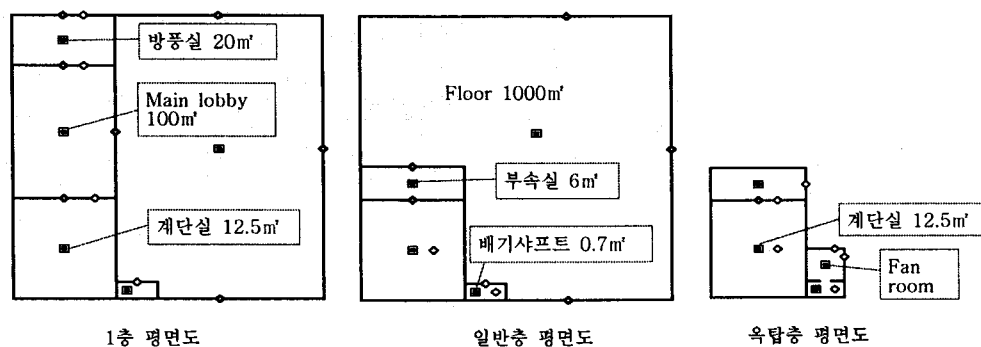 방풍실 20㎡
Main lobby
100㎡
계단실 12.5㎡
1층 평면도
Floor 1000㎡
부속실 6㎡
배기샤프트 0.7㎡
일반층 평면도
계단실 12.5㎡
Fan
room
옥탑층 평면도